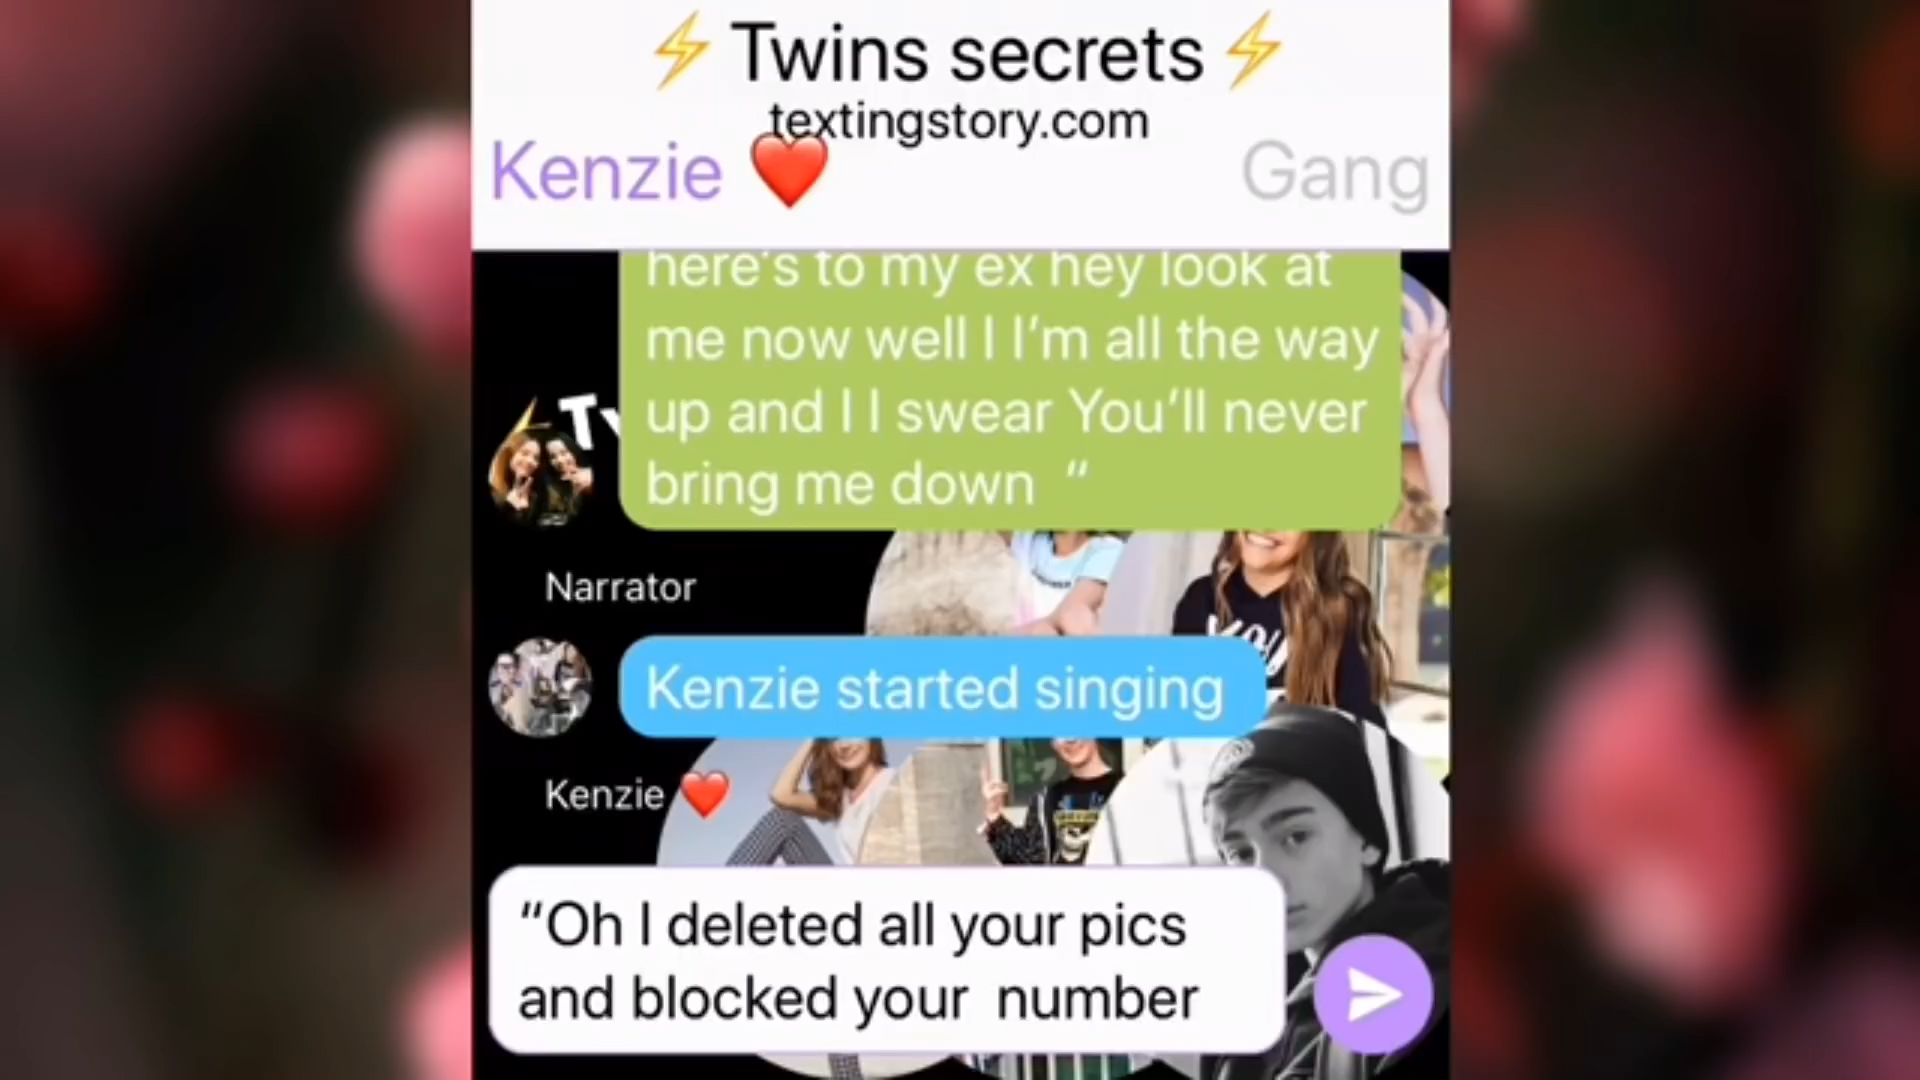 ⚡ Twins secrets ⚡
textingstory.com
Kenzie ❤️ Gang
here's to my ex hey look at
me now well I I'm all the way
up and I I swear You'll never
bring me down “
Narrator
Kenzie started singing
Kenzie ❤️
“Oh I deleted all your pics
and blocked your number